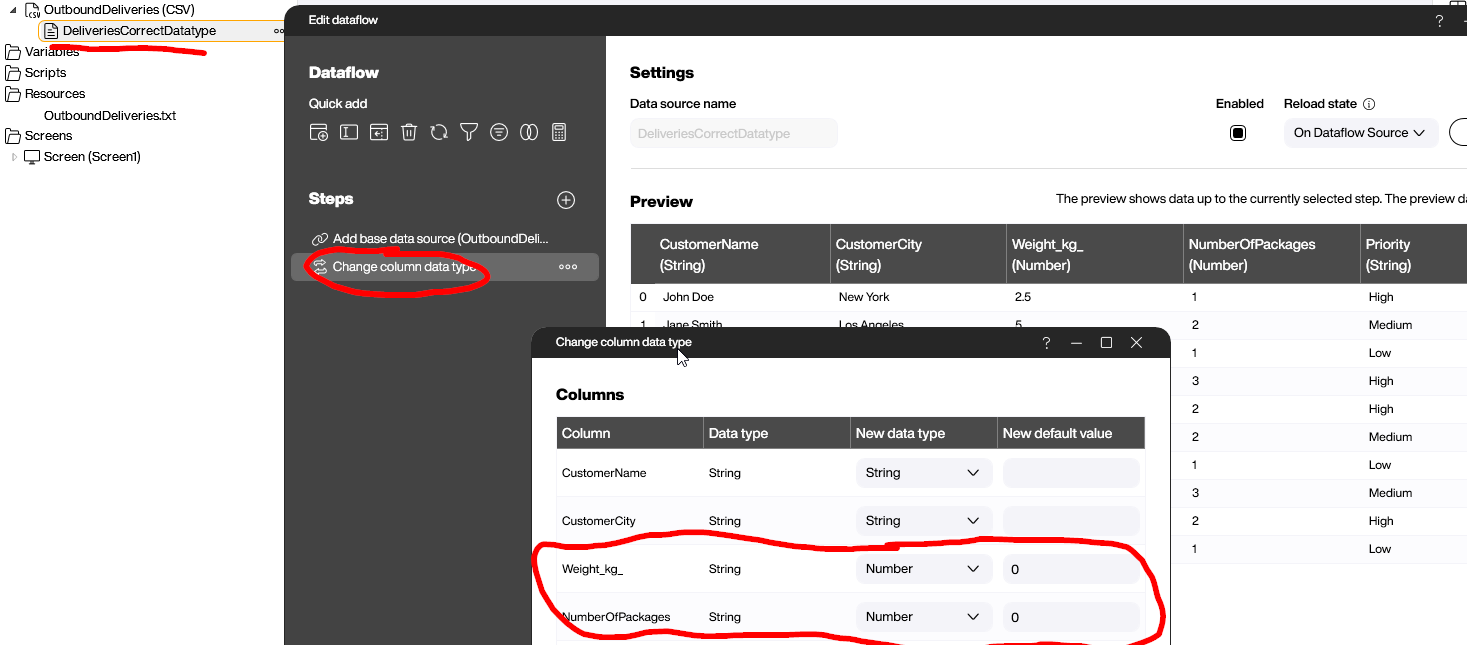 OutboundDeliveries (CSV)
DeliveriesCorrectDatatype
Variables
Scripts
Resources
OutboundDeliveries.txt
Screens
Screen (Screen1)
Edit dataflow
?
Dataflow
Quick add
Steps
Add base data source (OutboundDeli...
Change column data type
Settings
Data source name
Enabled
Reload state
DeliveriesCorrectDatatype
On Dataflow Source
Preview
The preview shows data up to the currently selected step. The preview da
CustomerName CustomerCity Weight_kg_ NumberOfPackages Priority
(String) (String) (Number) (Number) (String)
0 John Doe New York 2.5 1 High
1 Jane Smith Los Angeles 5 2 Medium
1 Low
3 High
2 High
2 Medium
1 Low
3 Medium
2 High
1 Low
Change column data type
?
Columns
Column Data type New data type New default value
CustomerName String String
CustomerCity String String
Weight_kg_ String Number 0
NumberOfPackages String Number 0